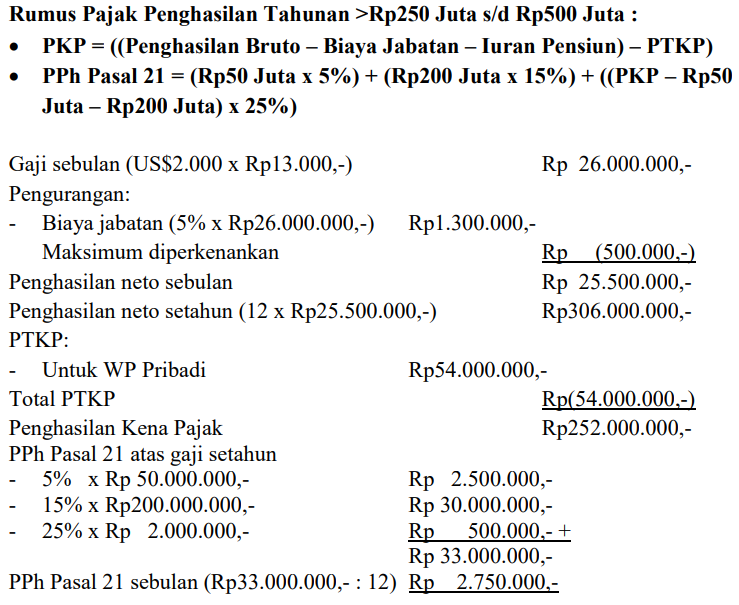 Rumus Pajak Penghasilan Tahunan >Rp250 Juta s/d Rp500 Juta :
• PKP = ((Penghasilan Bruto – Biaya Jabatan – Iuran Pensiun) – PTKP)
• PPh Pasal 21 = (Rp50 Juta x 5%) + (Rp200 Juta x 15%) + ((PKP – Rp50
Juta – Rp200 Juta) x 25%)
Gaji sebulan (US$2.000 x Rp13.000,-) Rp 26.000.000,-
Pengurangan:
- Biaya jabatan (5% x Rp26.000.000,-) Rp1.300.000,-
Maksimum diperkenankan Rp (500.000,-)
Penghasilan neto sebulan Rp 25.500.000,-
Penghasilan neto setahun (12 x Rp25.500.000,-) Rp306.000.000,-
PTKP:
- Untuk WP Pribadi Rp54.000.000,-
Total PTKP Rp(54.000.000,-)
Penghasilan Kena Pajak Rp252.000.000,-
PPh Pasal 21 atas gaji setahun
- 5% x Rp 50.000.000,- Rp 2.500.000,-
- 15% x Rp200.000.000,- Rp 30.000.000,-
- 25% x Rp 2.000.000,- Rp 500.000,- +
Rp 33.000.000,-
PPh Pasal 21 sebulan (Rp33.000.000,- : 12) Rp 2.750.000,-